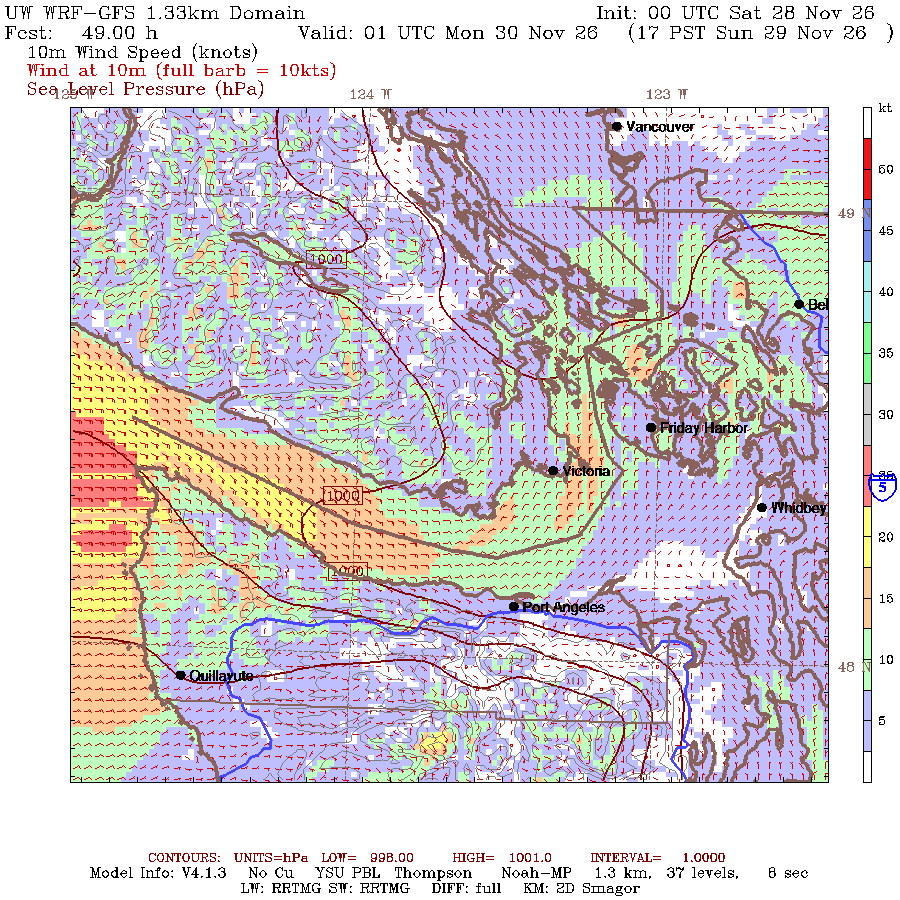 UW WRF-GFS 1.33km Domain Init: 00 UTC Sat 28 Nov 26
Fcst: 49.00 h Valid: 01 UTC Mon 30 Nov 26 (17 PST Sun 29 Nov 26 )
10m Wind Speed (knots)
Wind at 10m (full barb = 10kts)
Sea Level Pressure (hPa)
125 W 124 W 123 W
kt
Vancouver
60
49 N
45
1000
40
Bel
35
30
Friday Harbor
Victoria
25
5
1000
Whidbey
20
1000
15
Port Angeles
10
48 N
Quillayute
5
CONTOURS: UNITS=hPa LOW= 998.00 HIGH= 1001.0 INTERVAL= 1.0000
Model Info: V4.1.3 No Cu YSU PBL Thompson Noah-MP 1.3 km, 37 levels, 8 sec
LW: RRTMG SW: RRTMG DIFF: full KM: 2D Smagor